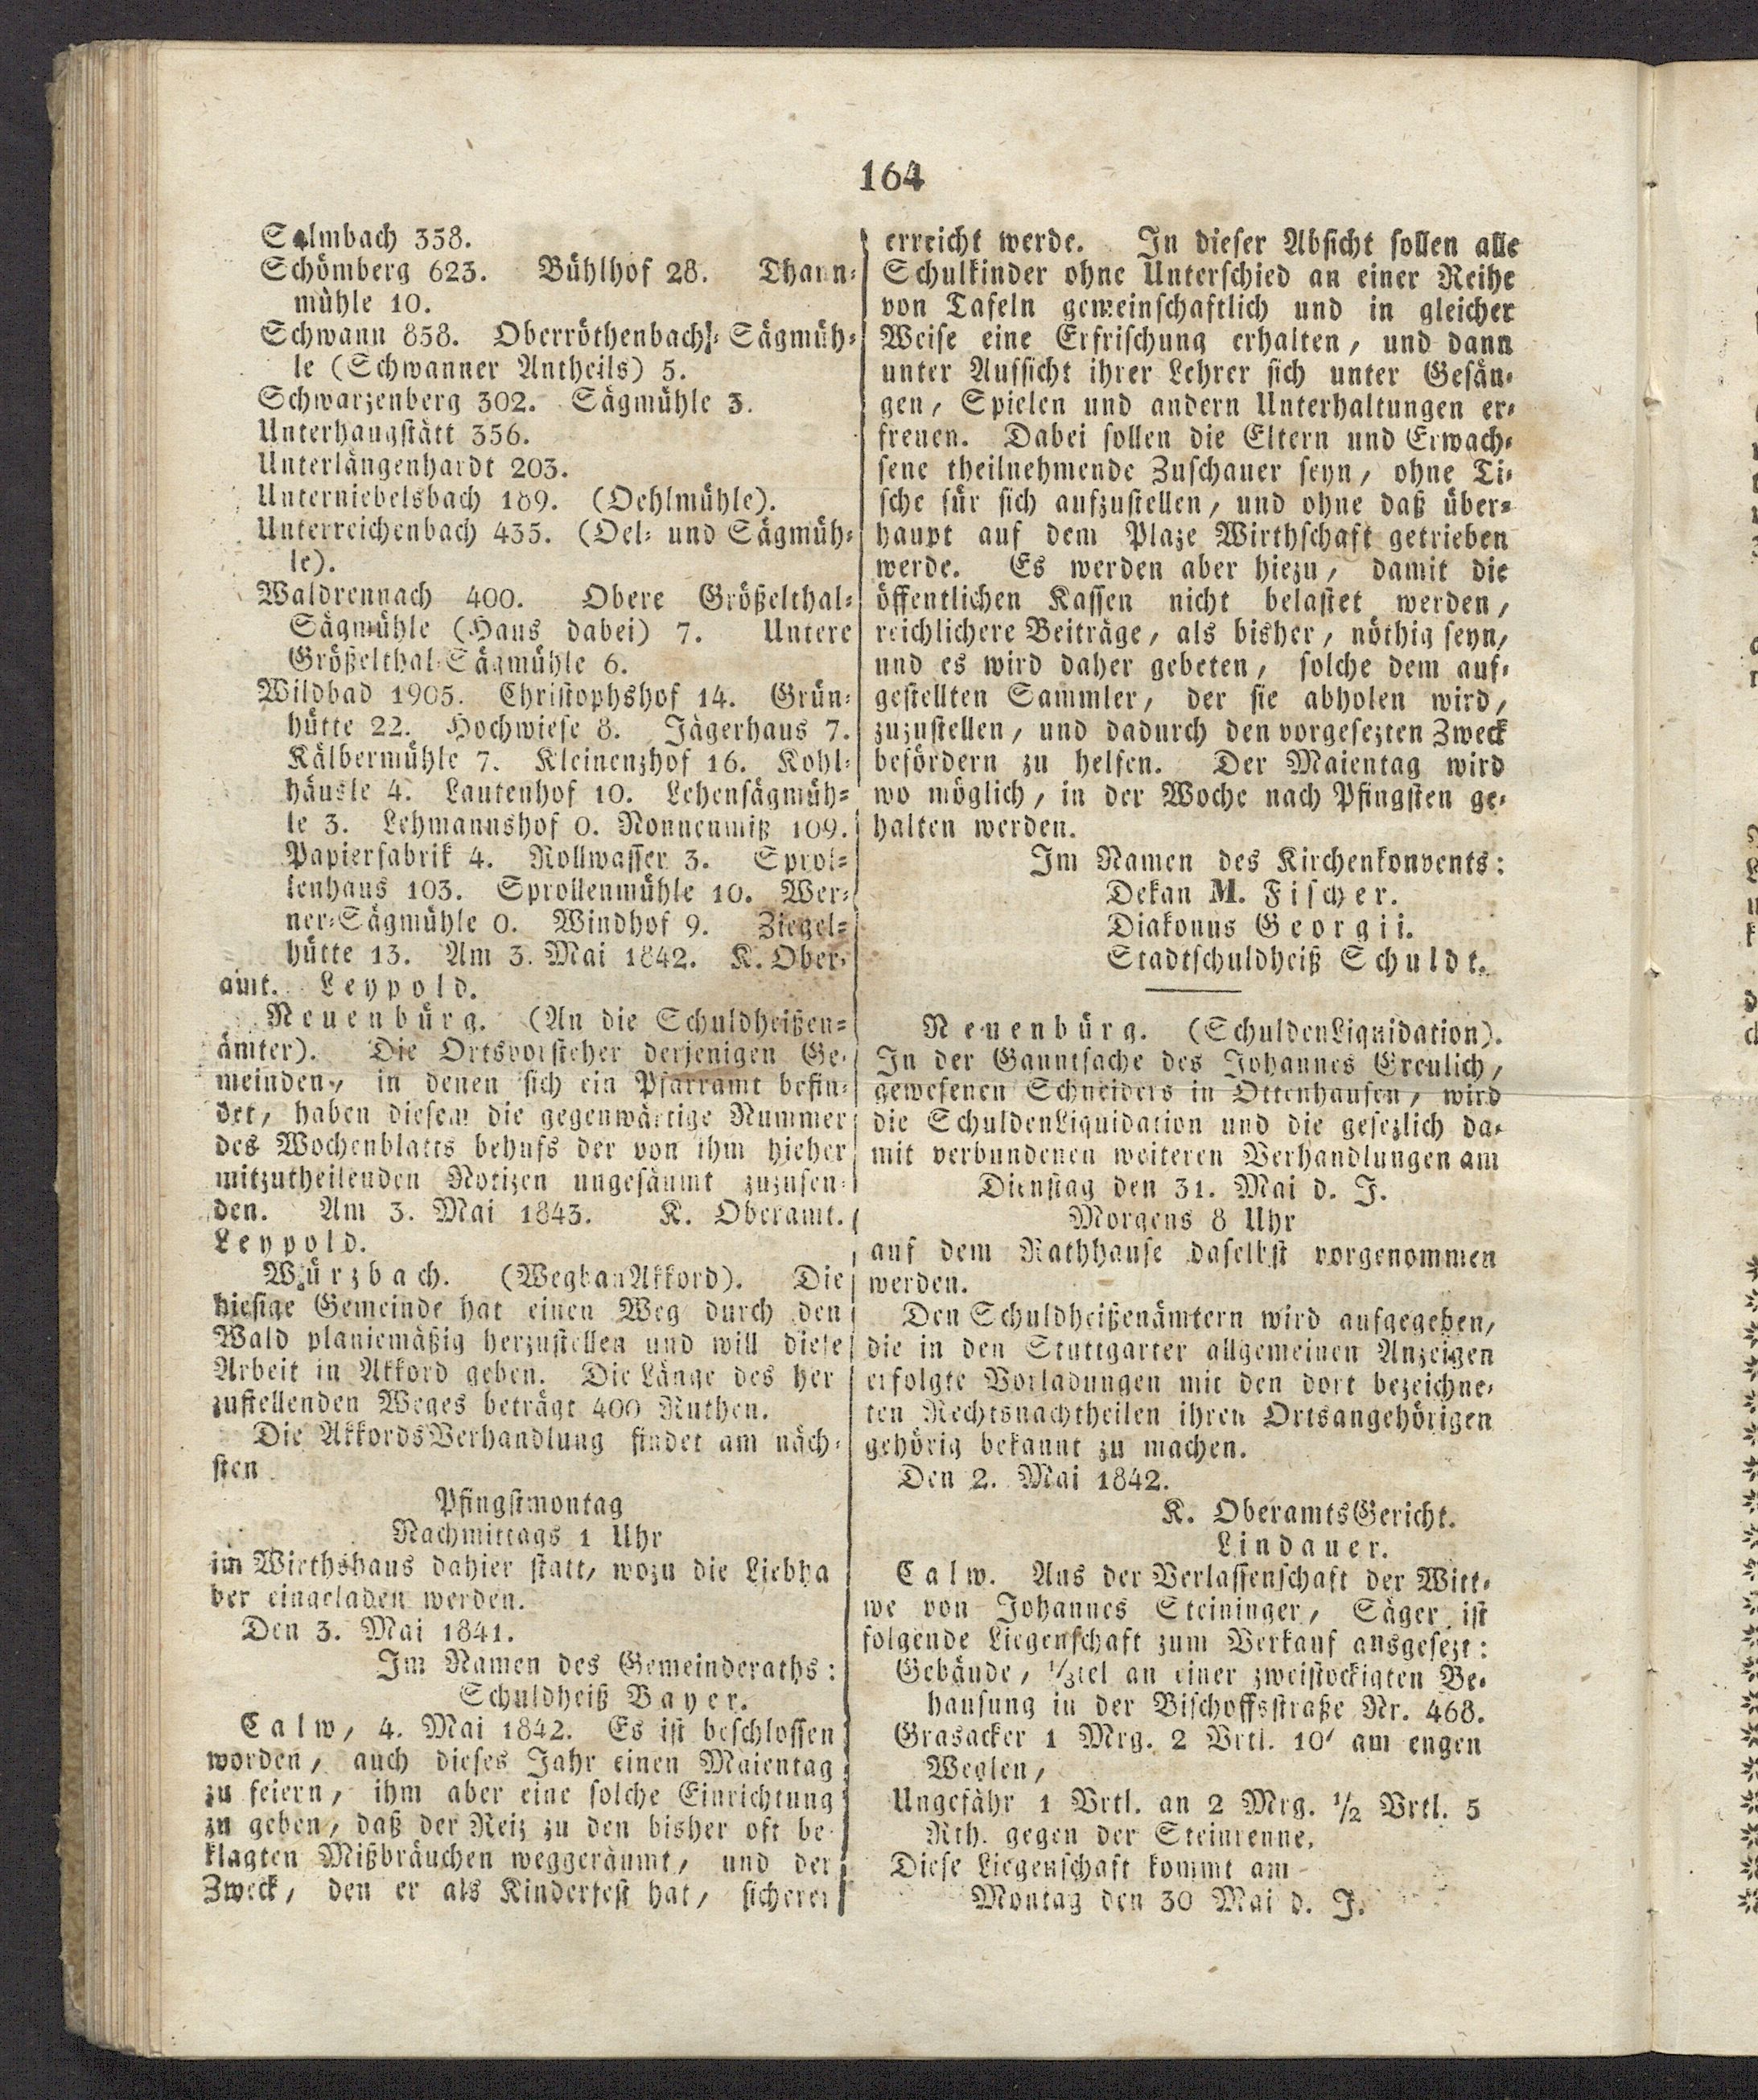 164
Salmbach 358.
Schömberg 623. Bühlhof 28. Thann-
mühle 10.
Schwann 858. Oberröthenbach- Sägmüh-
le (Schwanner Antheils) 5.
Schwarzenberg 302. Sägmühle 3.
Unterhaugstätt 356.
Unterlängenhardt 203.
Unterniebelsbach 189. (Oehlmühle).
Unterreichenbach 435. (Oel- und Sägmüh-
le).
Waldrennach 400. Obere Größelthal-
Sägmühle (Haus dabei) 7. Untere
Größelthal-Sägmühle 6.
Wildbad 1905. Christophshof 14. Grün-
hütte 22. Hochwiese 8. Jägerhaus 7.
Kälbermühle 7. Kleinenzhof 16. Kohl-
häusle 4. Lautenhof 10. Lehensägmüh-
le 3. Lehmannshof 0. Nonnenmiß 109.
Papierfabrik 4. Rollwasser 3. Sprol-
lenhaus 103. Sprollenmühle 10. Wer-
ner-Sägmühle 0. Windhof 9. Ziegel-
hütte 13. Am 3. Mai 1842. K. Ober-
amt. Leypold.
Neuenbürg. (An die Schuldheißen-
ämter). Die Ortsvorsteher derjenigen Ge-
meinden, in denen sich ein Pfarramt befin-
det, haben diesem die gegenwärtige Nummer
des Wochenblatts behufs der von ihm hieher
mitzutheilenden Notizen ungesäumt zuzusen-
den. Am 3. Mai 1843. K. Oberamt.
Leypold.
Würzbach. (WegbauAkkord). Die
hiesige Gemeinde hat einen Weg durch den
Wald planiemäßig herzustellen und will diese
Arbeit in Akkord geben. Die Länge des her
zustellenden Weges beträgt 400 Ruthen.
Die AkkordsVerhandlung findet am näch-
sten
Pfingstmontag
Nachmittags 1 Uhr
im Wirthshaus dahier statt, wozu die Liebha
ber eingeladen werden.
Den 3. Mai 1841.
Im Namen des Gemeinderaths:
Schuldheiß Bayer.
Calw, 4. Mai 1842. Es ist beschlossen
worden, auch dieses Jahr einen Maientag
zu feiern, ihm aber eine solche Einrichtung
zu geben, daß der Reiz zu den bisher oft be-
klagten Mißbräuchen weggeräumt, und der
Zweck, den er als Kinderfest hat, sicherer
erreicht werde. In dieser Absicht sollen alle
Schulkinder ohne Unterschied an einer Reihe
von Tafeln gemeinschaftlich und in gleicher
Weise eine Erfrischung erhalten, und dann
unter Aufsicht ihrer Lehrer sich unter Gesän-
gen, Spielen und andern Unterhaltungen er-
freuen. Dabei sollen die Eltern und Erwach-
sene theilnehmende Zuschauer seyn, ohne Ti-
sche für sich aufzustellen, und ohne daß über-
haupt auf dem Plaze Wirthschaft getrieben
werde. Es werden aber hiezu, damit die
öffentlichen Kassen nicht belastet werden,
reichlichere Beiträge, als bisher, nöthig seyn,
und es wird daher gebeten, solche dem auf-
gestellten Sammler, der sie abholen wird,
zuzustellen, und dadurch den vorgesezten Zweck
befördern zu helfen. Der Maientag wird
wo möglich, in der Woche nach Pfingsten ge-
halten werden.
Im Namen des Kirchenkonvents:
Dekan M. Fischer.
Diakonus Georgii.
Stadtschuldheiß Schuldt.
Neuenbürg. (SchuldenLiquidation).
In der Ganntsache des Johannes Greulich,
gewesenen Schneiders in Ottenhausen, wird
die SchuldenLiquidation und die gesezlich da-
mit verbundenen weiteren Verhandlungen am
Dienstag den 31. Mai d. J.
Morgens 8 Uhr
auf dem Rathhause daselbst vorgenommen
werden.
Den Schuldheißenämtern wird aufgegeben,
die in den Stuttgarter allgemeinen Anzeigen
erfolgte Vorladungen mit den dort bezeichne-
ten Rechtsnachtheilen ihren Ortsangehörigen
gehörig bekannt zu machen.
Den 2. Mai 1842.
K. OberamtsGericht.
Lindauer.
Calw. Aus der Verlassenschaft der Witt-
we von Johannes Steininger, Säger ist
folgende Liegenschaft zum Verkauf ausgesezt:
Gebäude, 1/3tel an einer zweistockigten Be-
hausung in der Bischoffsstraße Nr. 468.
Grasacker 1 Mrg. 2 Vrtl. 10' am engen
Weglen,
Ungefähr 1 Vrtl. an 2 Mrg. 1/2 Vrtl. 5
Rth. gegen der Steinrenne,
Diese Liegenschaft kommt am
Montag den 30 Mai d. J.